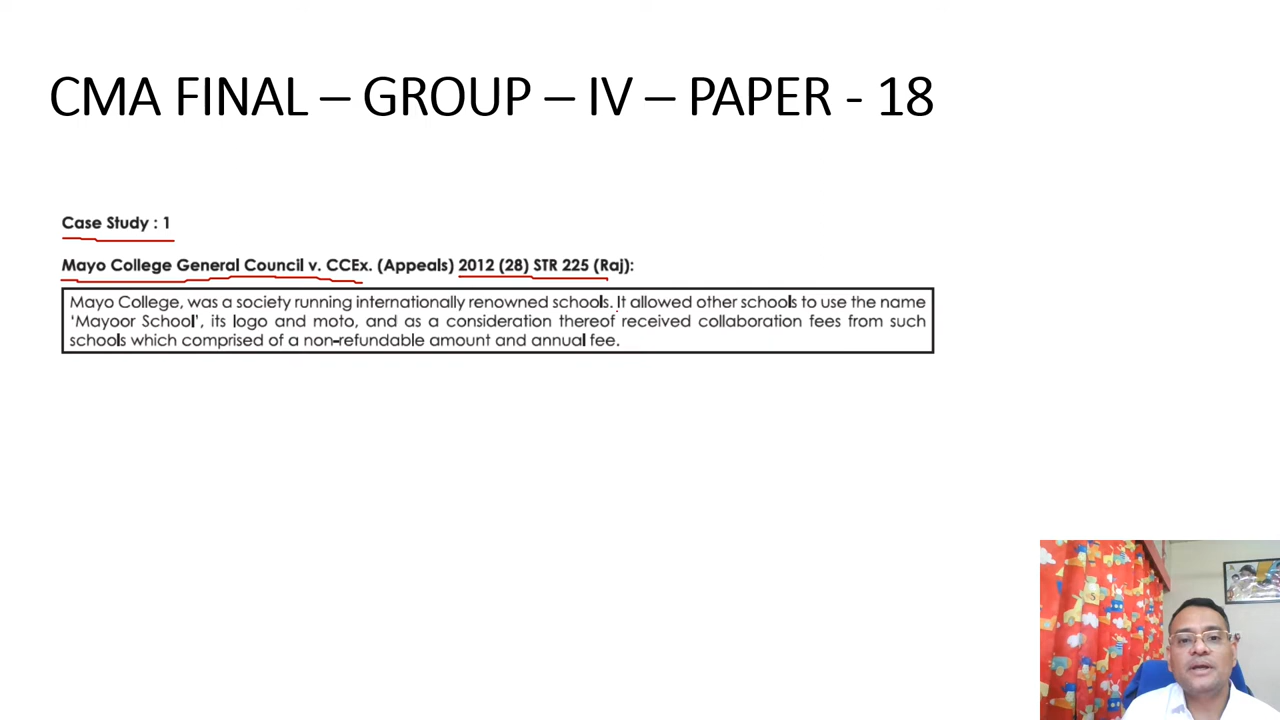 CMA FINAL – GROUP – IV – PAPER - 18
Case Study : 1
Mayo College General Council v. CCEx. (Appeals) 2012 (28) STR 225 (Raj):
Mayo College, was a society running internationally renowned schools. It allowed other schools to use the name
‘Mayoor School’, its logo and moto, and as a consideration thereof received collaboration fees from such
schools which comprised of a non-refundable amount and annual fee.